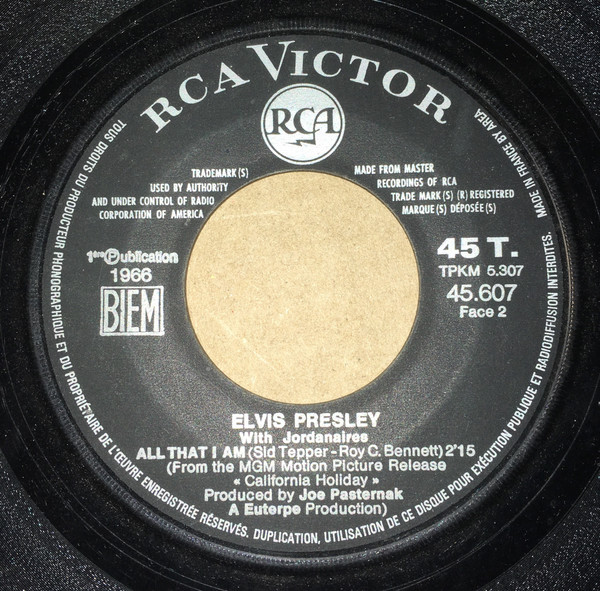 RCA VICTOR
RCA
TRADEMARK(S)
USED BY AUTHORITY
AND UNDER CONTROL OF RADIO
CORPORATION OF AMERICA
MADE FROM MASTER
RECORDINGS OF RCA
TRADE MARK(S) (R) REGISTERED
MARQUE(S) DÉPOSÉE(S)
1ère Ⓟublication
1966
BIEM
45 T.
TPKM 5.307
45.607
Face 2
ELVIS PRESLEY
With Jordanaires
ALL THAT I AM (Sid Tepper - Roy C. Bennett) 2'15
(From the MGM Motion Picture Release
« California Holiday »
Produced by Joe Pasternak
A Euterpe Production)
TOUS DROITS DU PRODUCTEUR PHONOGRAPHIQUE ET DU PROPRIÉTAIRE DE L'ŒUVRE ENREGISTRÉE RÉSERVÉS. DUPLICATION, UTILISATION DE CE DISQUE POUR EXÉCUTION PUBLIQUE ET RADIODIFFUSION INTERDITES. MADE IN FRANCE BY AREA